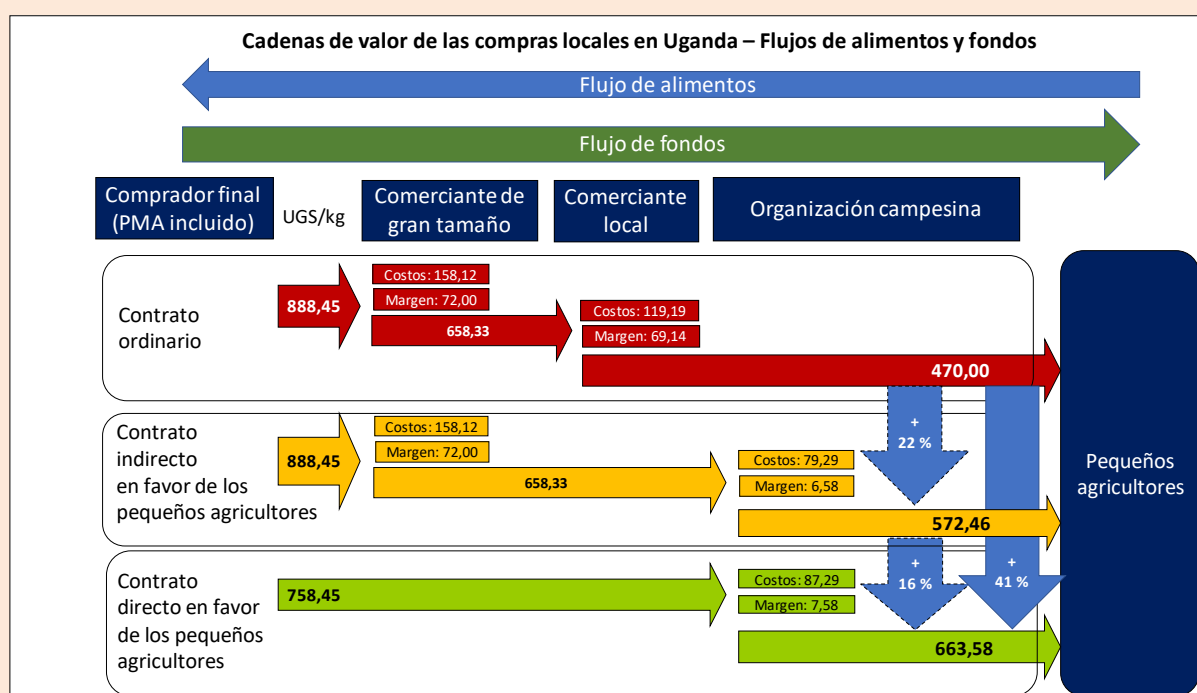 Cadenas de valor de las compras locales en Uganda – Flujos de alimentos y fondos
Flujo de alimentos
Flujo de fondos
Comprador final
(PMA incluido)
UGS/kg
Comerciante de
gran tamaño
Comerciante
local
Organización campesina
Contrato
ordinario
888,45
Costos: 158,12
Margen: 72,00
658,33
Costos: 119,19
Margen: 69,14
470,00
Contrato
indirecto
en favor de los
pequeños agricultores
888,45
Costos: 158,12
Margen: 72,00
658,33
Costos: 79,29
Margen: 6,58
572,46
+
22 %
Contrato
directo en favor
de los pequeños
agricultores
758,45
Costos: 87,29
Margen: 7,58
663,58
+
16 %
+
41 %
Pequeños
agricultores